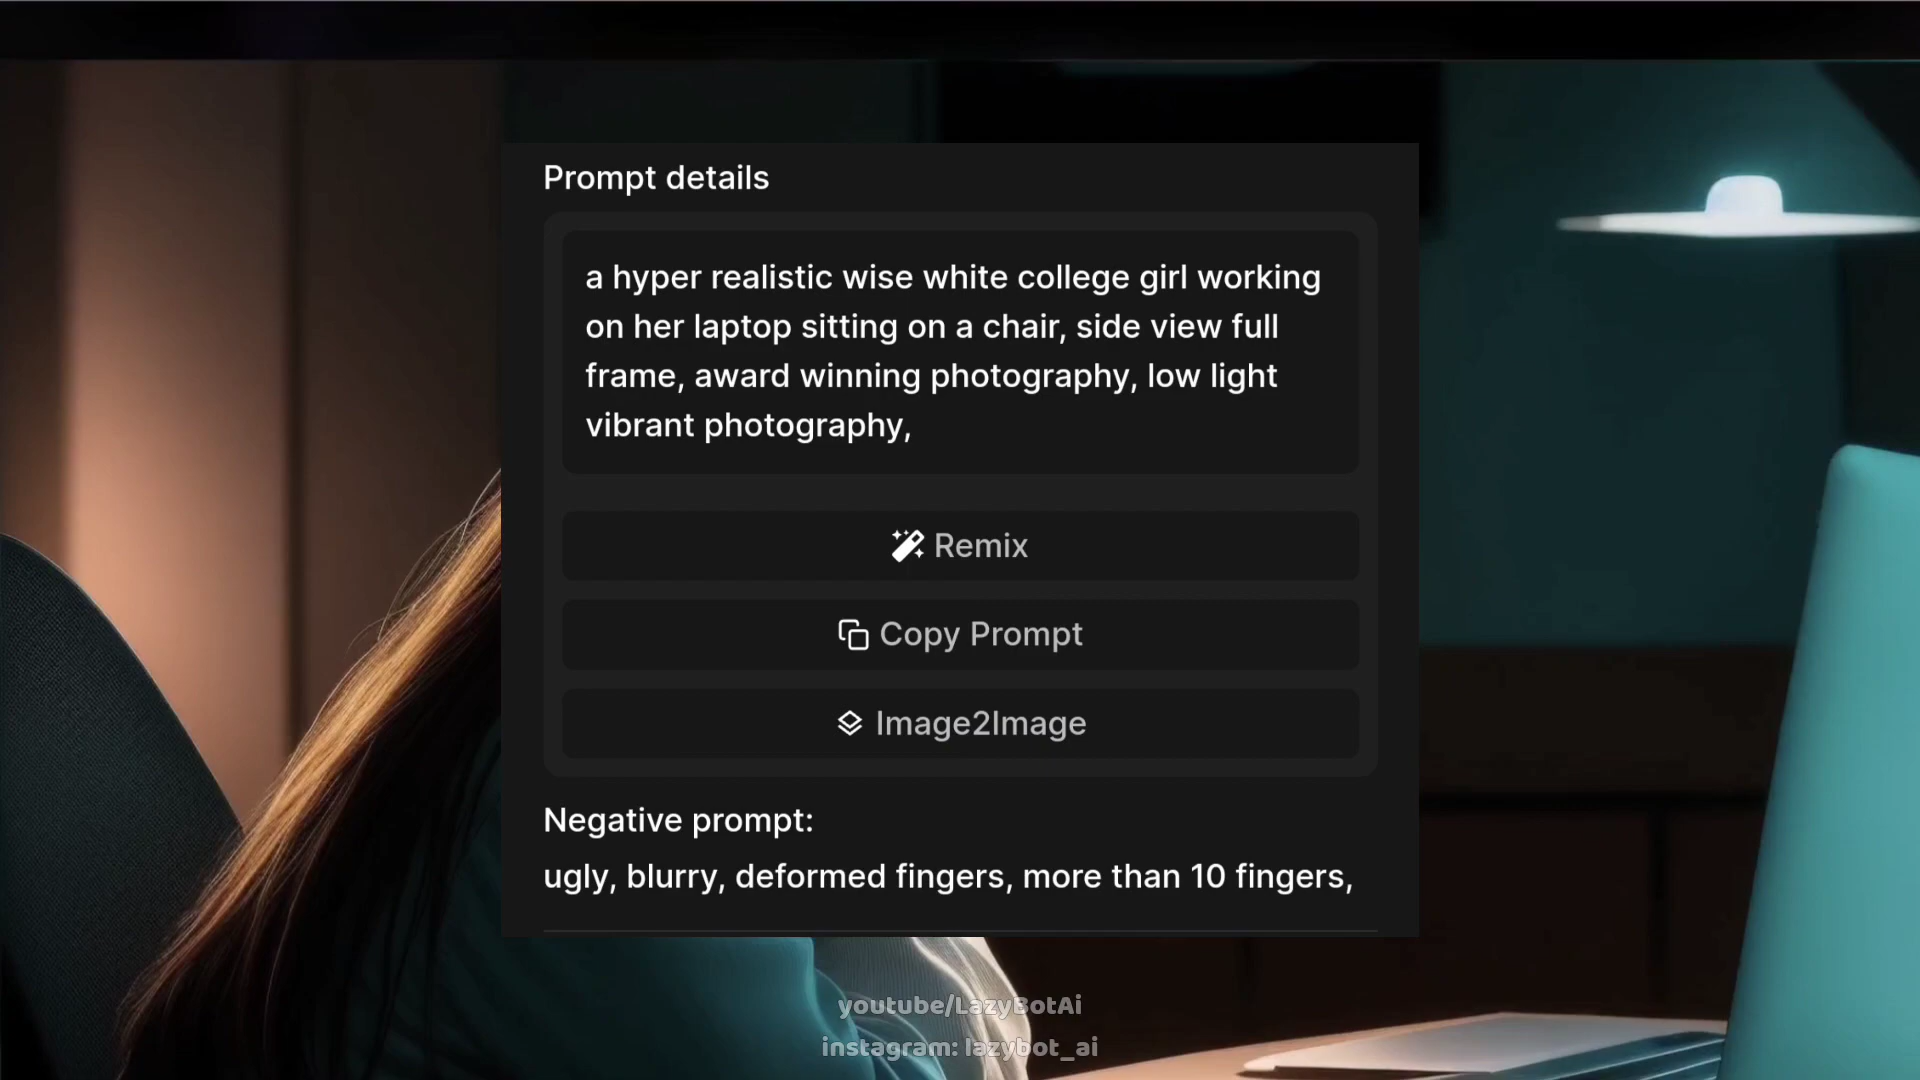 Prompt details
a hyper realistic wise white college girl working
on her laptop sitting on a chair, side view full
frame, award winning photography, low light
vibrant photography,
Remix
Copy Prompt
Image2Image
Negative prompt:
ugly, blurry, deformed fingers, more than 10 fingers,
youtube/LazyBotAi
instagram: lazybot_ai